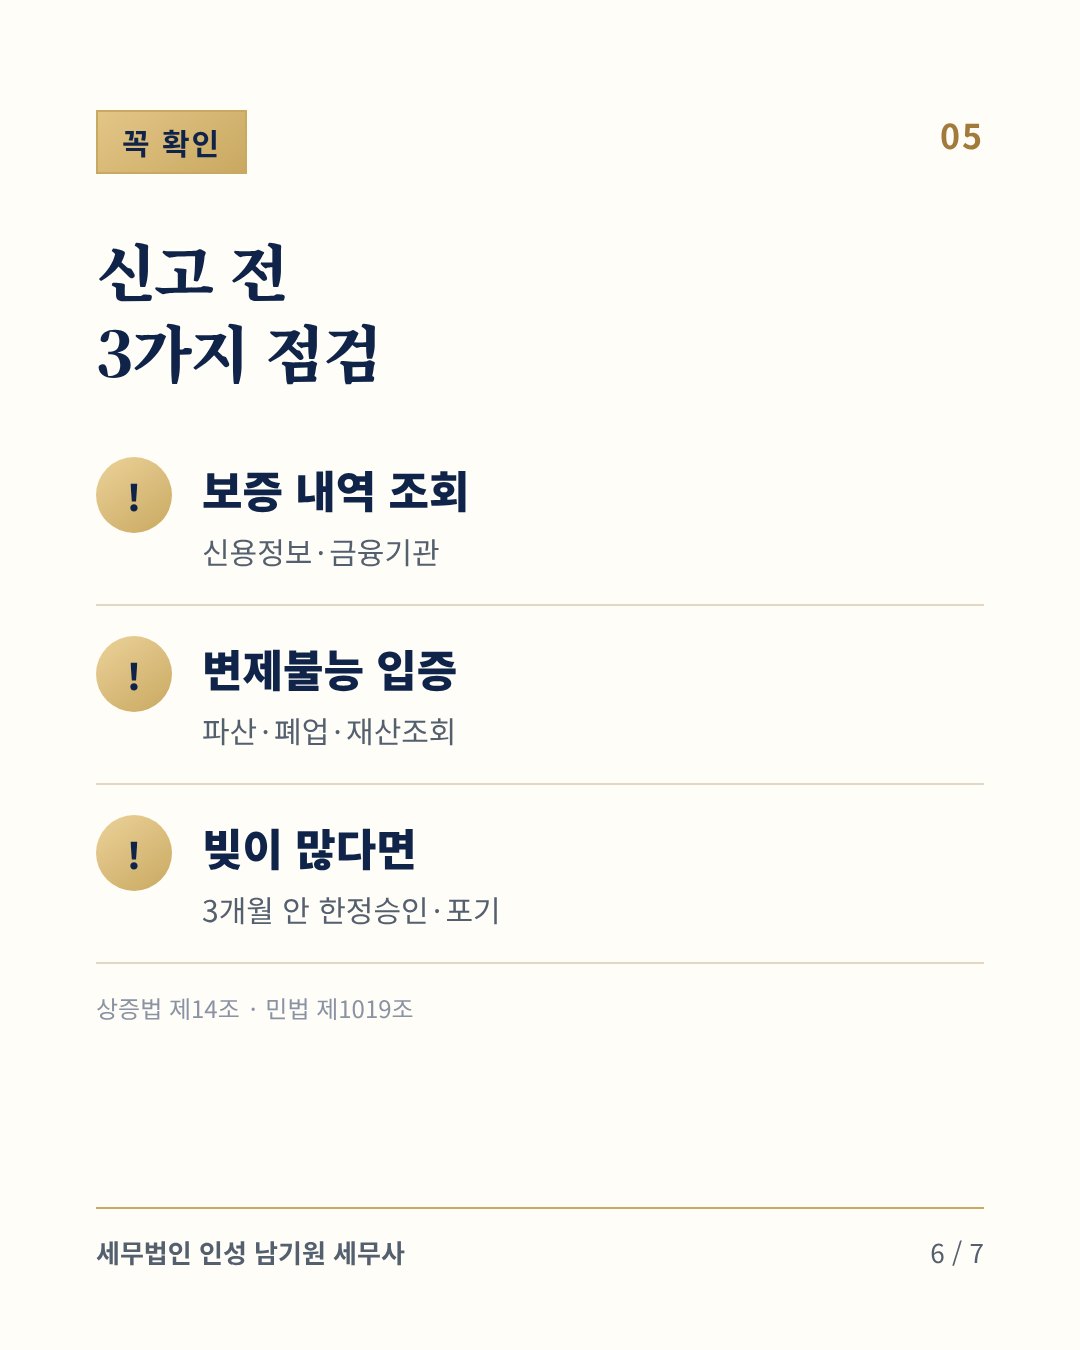 꼭 확인
05
신고 전
3가지 점검
!
보증 내역 조회
신용정보·금융기관
!
변제불능 입증
파산·폐업·재산조회
!
빚이 많다면
3개월 안 한정승인·포기
상증법 제14조 · 민법 제1019조
세무법인 인성 남기원 세무사
6 / 7